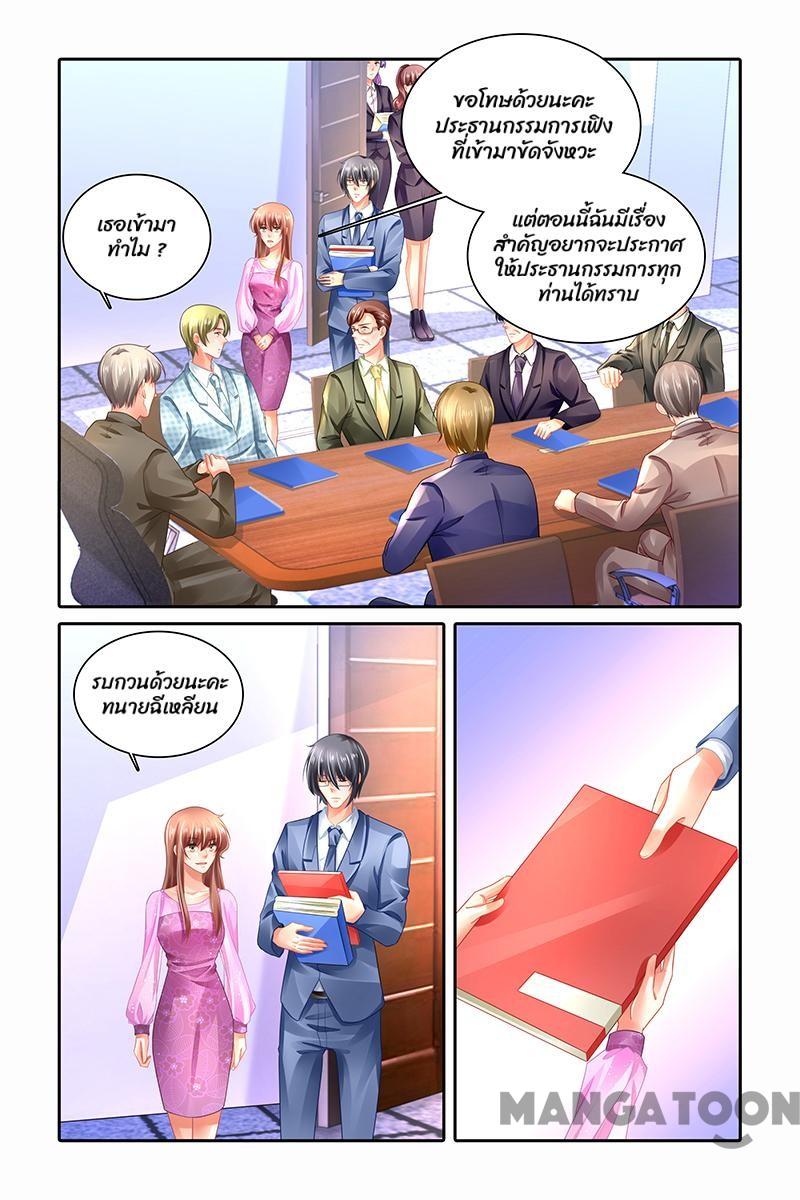 ขอโทษด้วยนะคะ
ประธานกรรมการเฟิง
ที่เข้ามาขัดจังหวะ
เธอเข้ามา
ทำไม ?
แต่ตอนนี้ฉันมีเรื่อง
สำคัญอยากจะประกาศ
ให้ประธานกรรมการทุก
ท่านได้ทราบ
รบกวนด้วยนะคะ
ทนายฉีเหลียน
MANGATOON